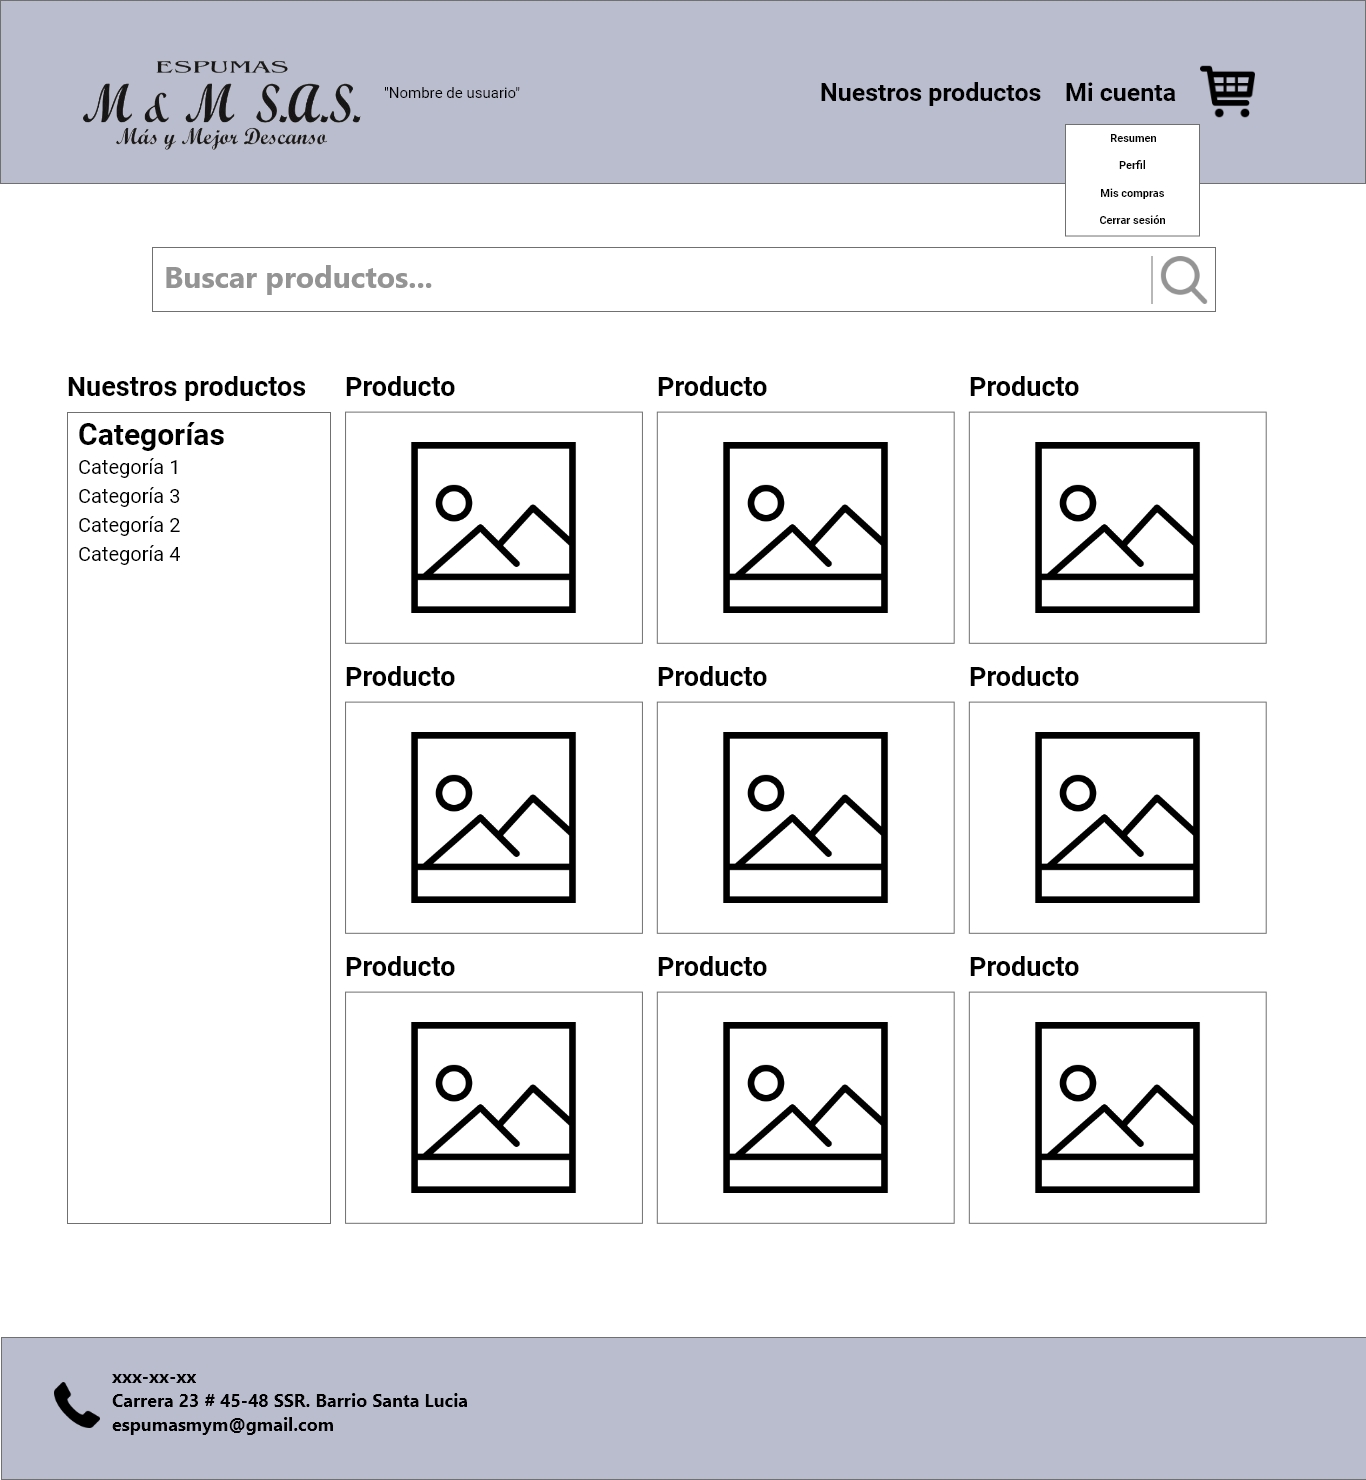 ESPUMAS
M & M S.A.S.
Más y Mejor Descanso
"Nombre de usuario"
Nuestros productos
Mi cuenta
Resumen
Perfil
Mis compras
Cerrar sesión
Buscar productos...
Nuestros productos
Categorías
Categoría 1
Categoría 3
Categoría 2
Categoría 4
Producto
Producto
Producto
Producto
Producto
Producto
Producto
Producto
Producto
xxx-xx-xx
Carrera 23 # 45-48 SSR. Barrio Santa Lucia
espumasmym@gmail.com